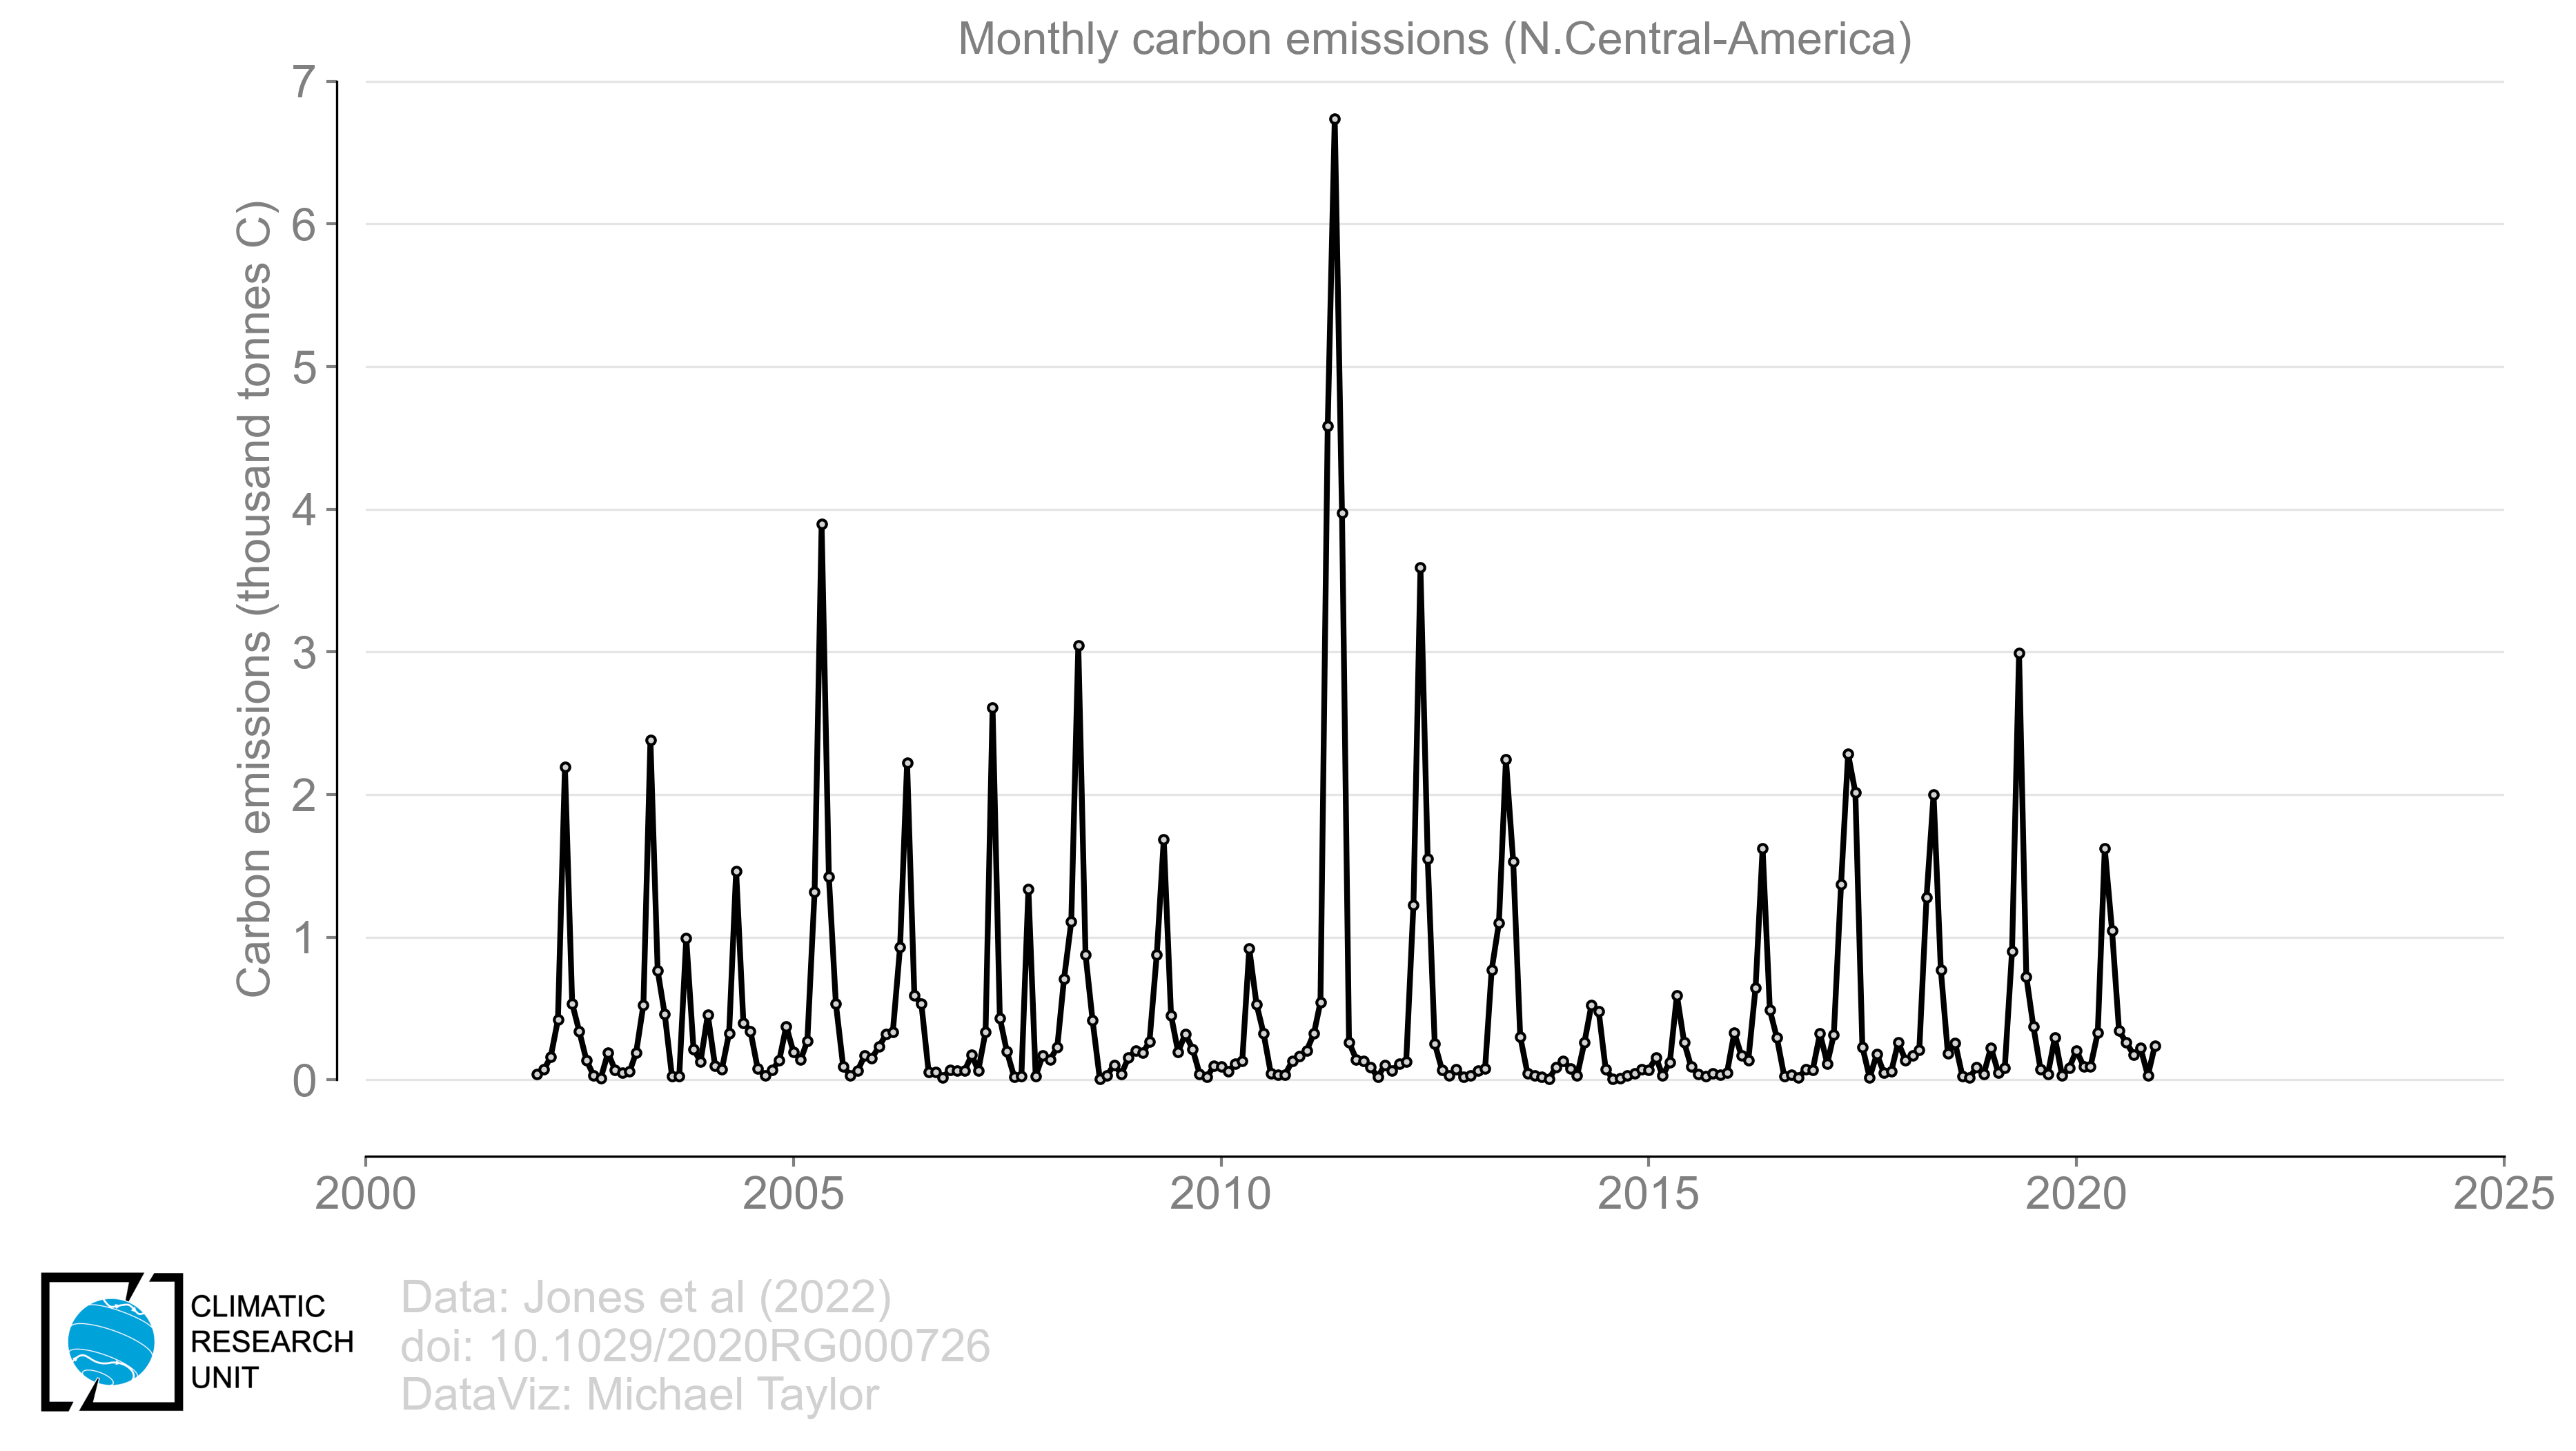 Monthly carbon emissions (N.Central-America)
Carbon emissions (thousand tonnes C)
7
6
5
4
3
2
1
0
2000 2005 2010 2015 2020 2025
CLIMATIC
RESEARCH
UNIT
Data: Jones et al (2022)
doi: 10.1029/2020RG000726
DataViz: Michael Taylor